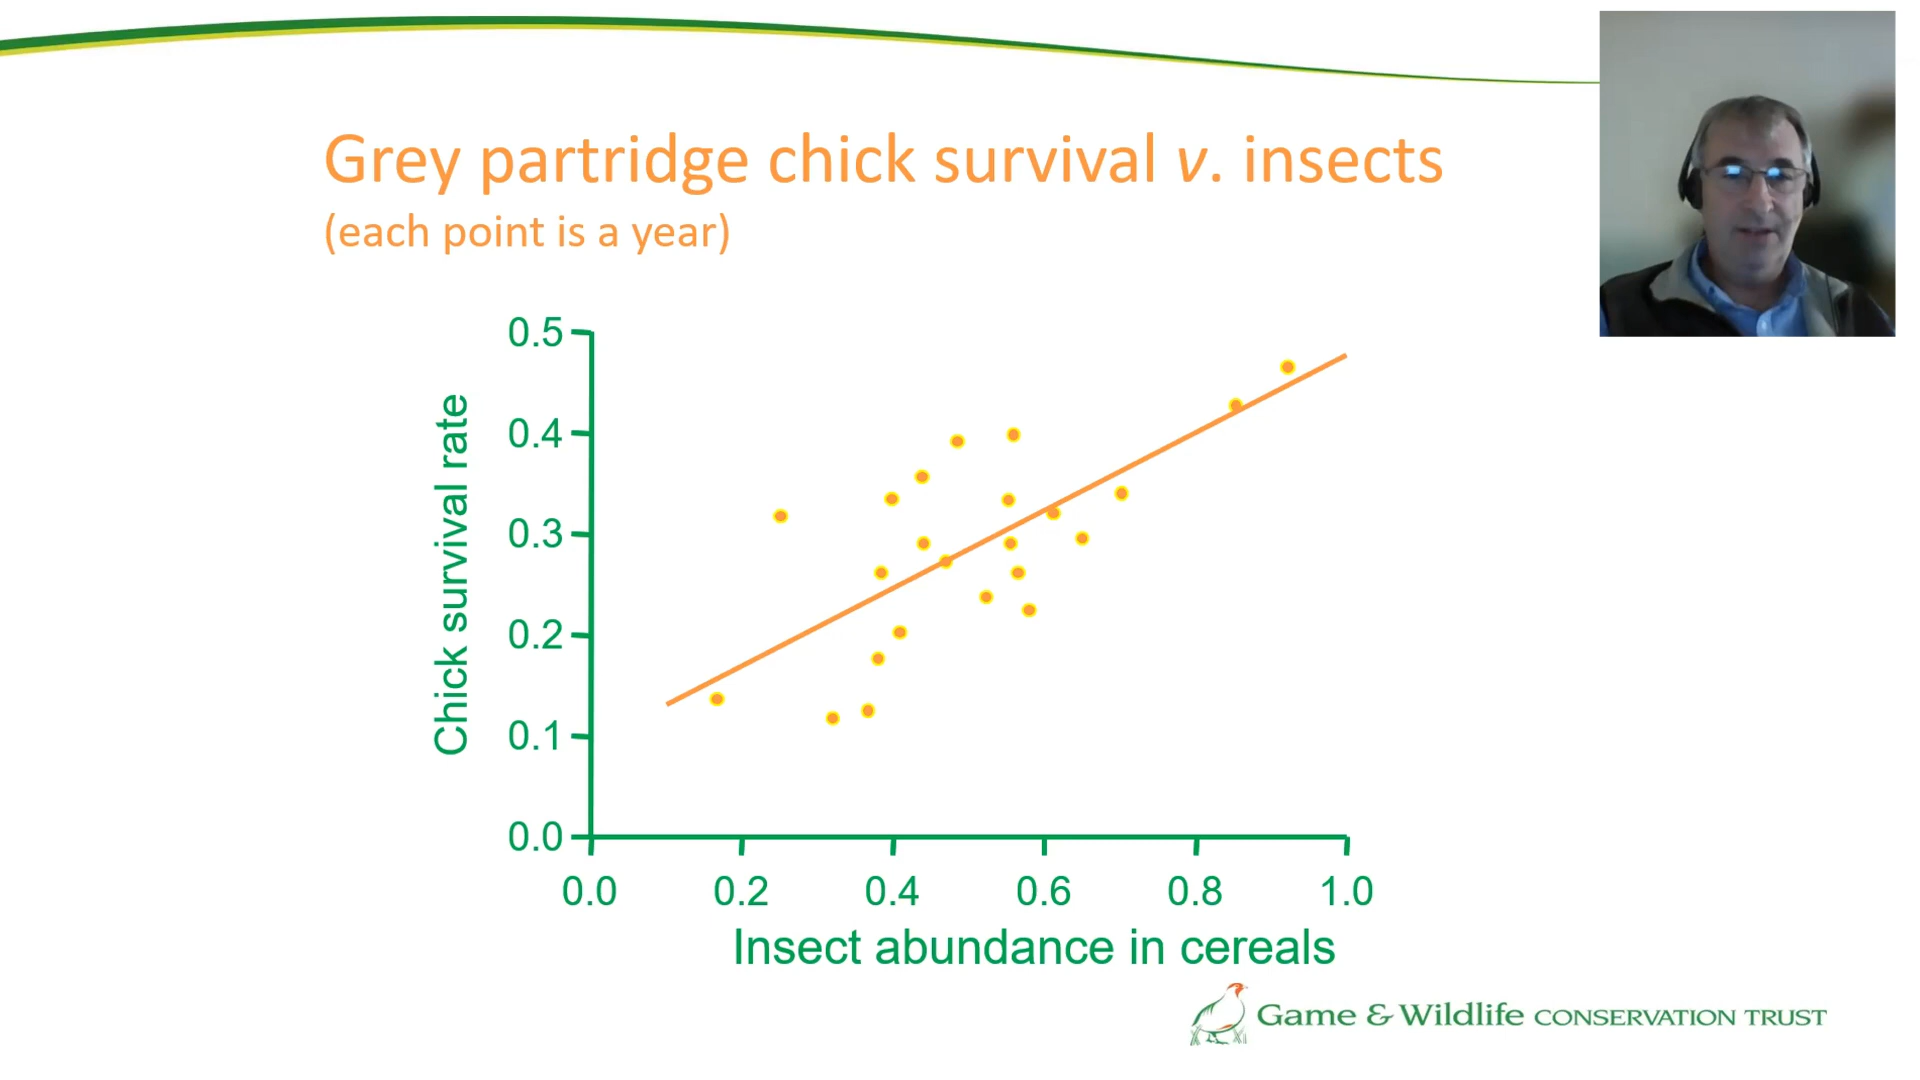 Grey partridge chick survival v. insects
(each point is a year)
Chick survival rate
0.5
0.4
0.3
0.2
0.1
0.0
0.0 0.2 0.4 0.6 0.8 1.0
Insect abundance in cereals
Game & Wildlife CONSERVATION TRUST